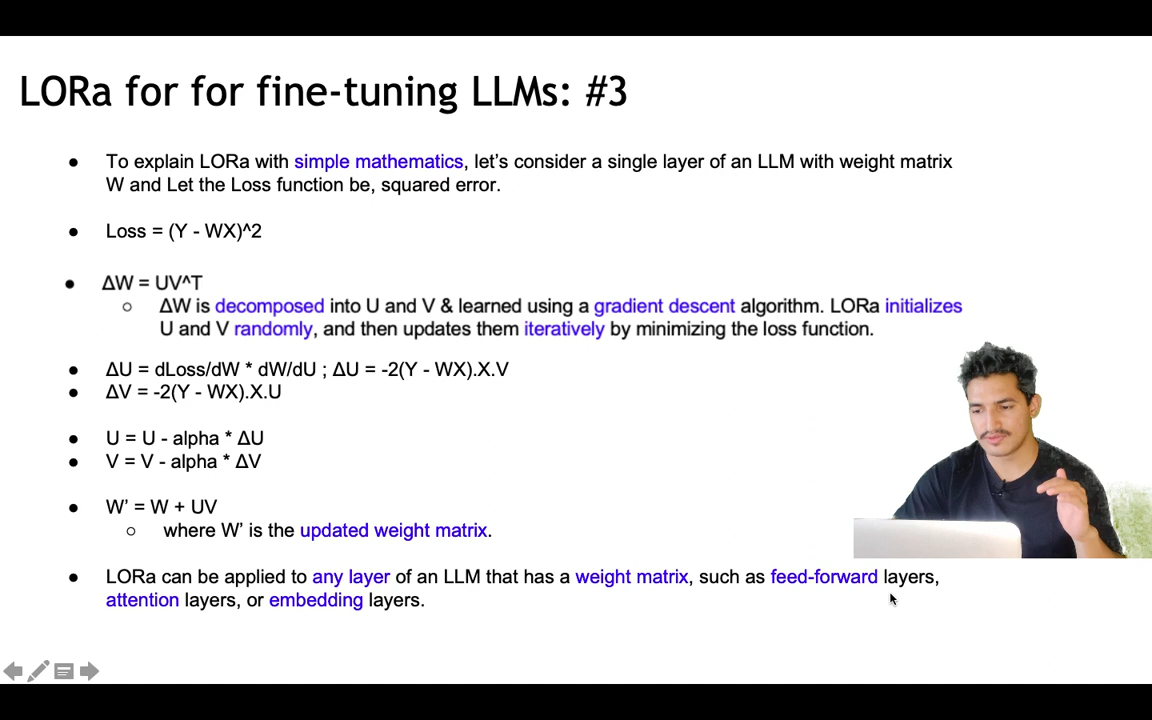 LORa for for fine-tuning LLMs: #3
To explain LORa with simple mathematics, let's consider a single layer of an LLM with weight matrix
W and Let the Loss function be, squared error.
Loss = (Y - WX)^2
ΔW = UV^T
ΔW is decomposed into U and V & learned using a gradient descent algorithm. LORa initializes
U and V randomly, and then updates them iteratively by minimizing the loss function.
ΔU = dLoss/dW * dW/dU ; ΔU = -2(Y - WX).X.V
ΔV = -2(Y - WX).X.U
U = U - alpha * ΔU
V = V - alpha * ΔV
W' = W + UV
where W' is the updated weight matrix.
LORa can be applied to any layer of an LLM that has a weight matrix, such as feed-forward layers,
attention layers, or embedding layers.